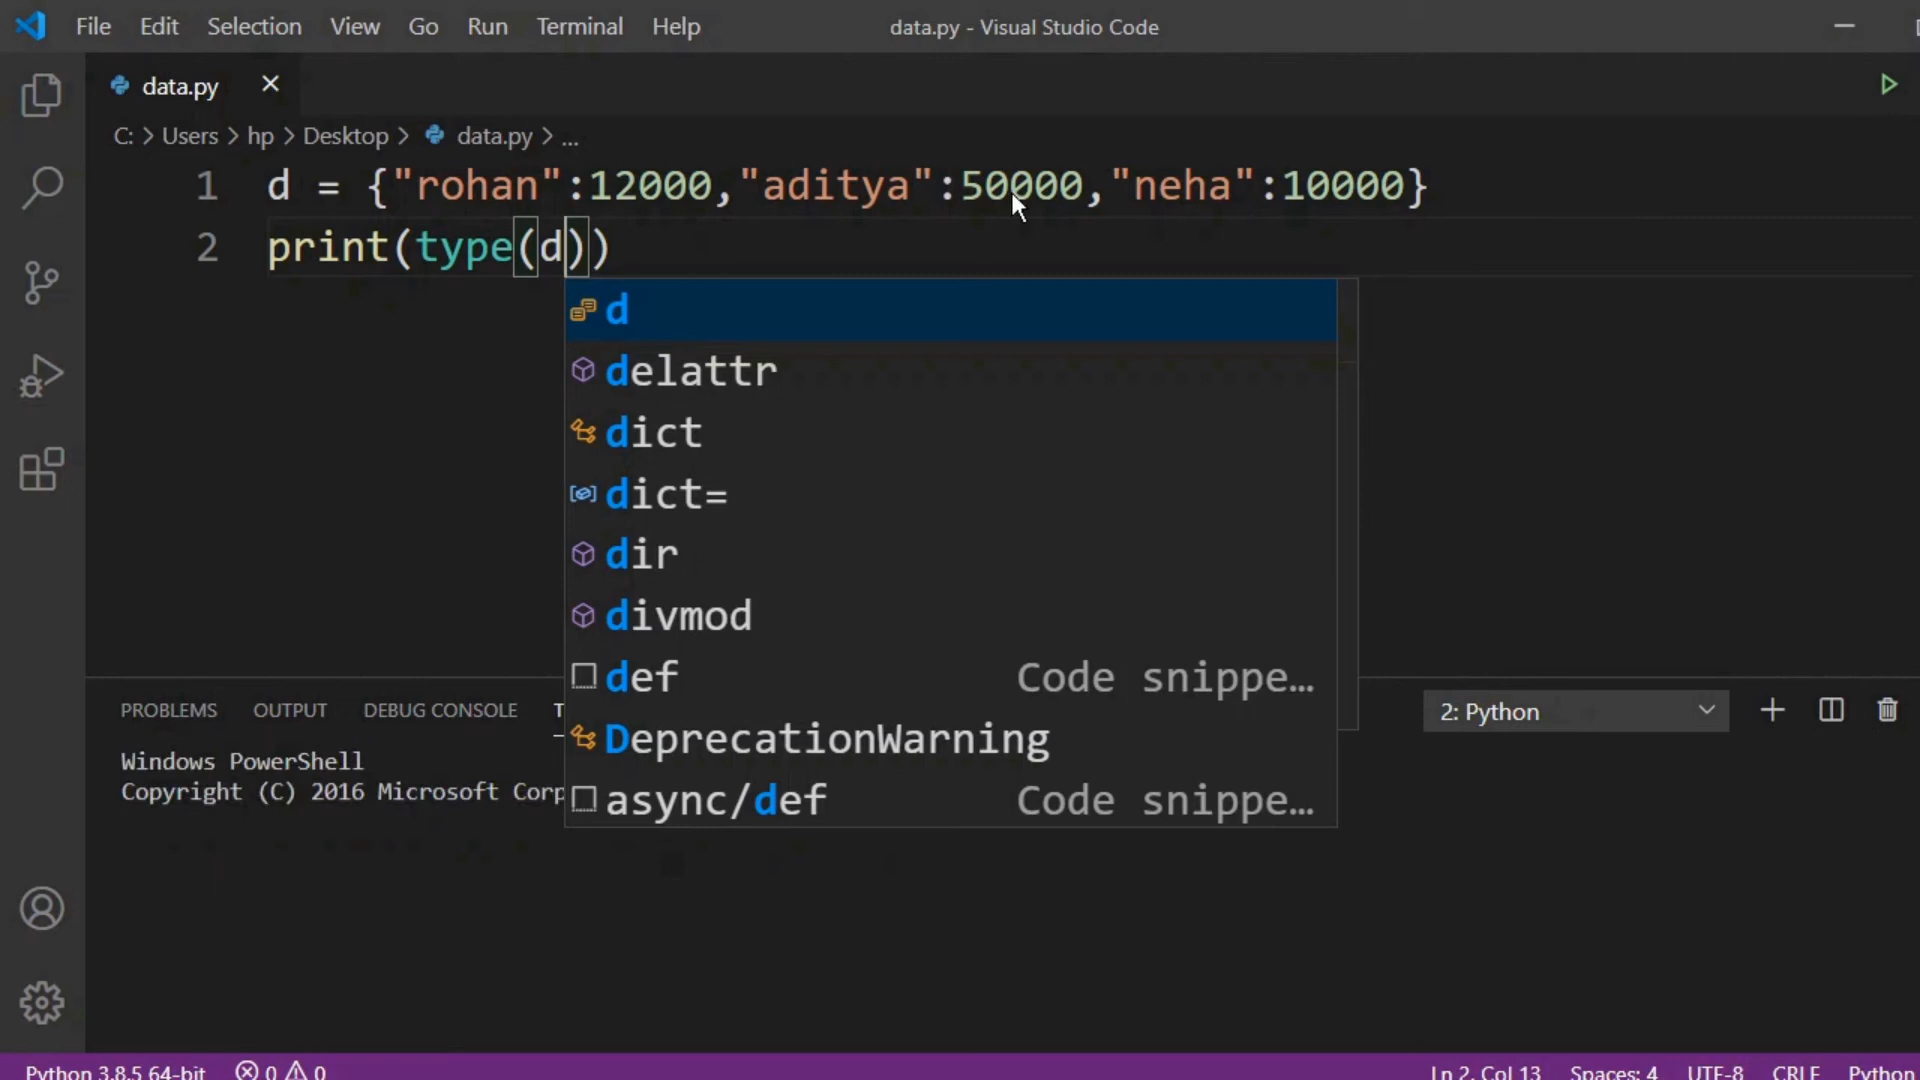 File Edit Selection View Go Run Terminal Help data.py - Visual Studio Code
data.py
C: > Users > hp > Desktop > data.py > ...
1 d = {"rohan":12000,"aditya":50000,"neha":10000}
2 print(type(d))
d
delattr
dict
dict=
dir
divmod
def Code snippe…
DeprecationWarning
async/def Code snippe…
PROBLEMS OUTPUT DEBUG CONSOLE T 2: Python
Windows PowerShell
Copyright (C) 2016 Microsoft Corp
Python 3.8.5 64-bit 0 0 Ln 2, Col 13 Spaces: 4 UTF-8 CRLF Python